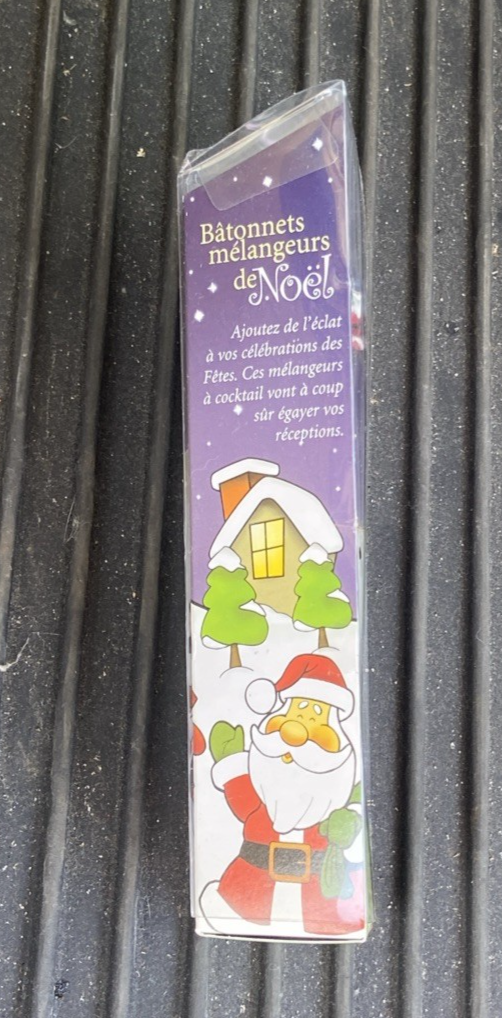 Bâtonnets
mélangeurs
de Noël
Ajoutez de l'éclat
à vos célébrations des
Fêtes. Ces mélangeurs
à cocktail vont à coup
sûr égayer vos
réceptions.